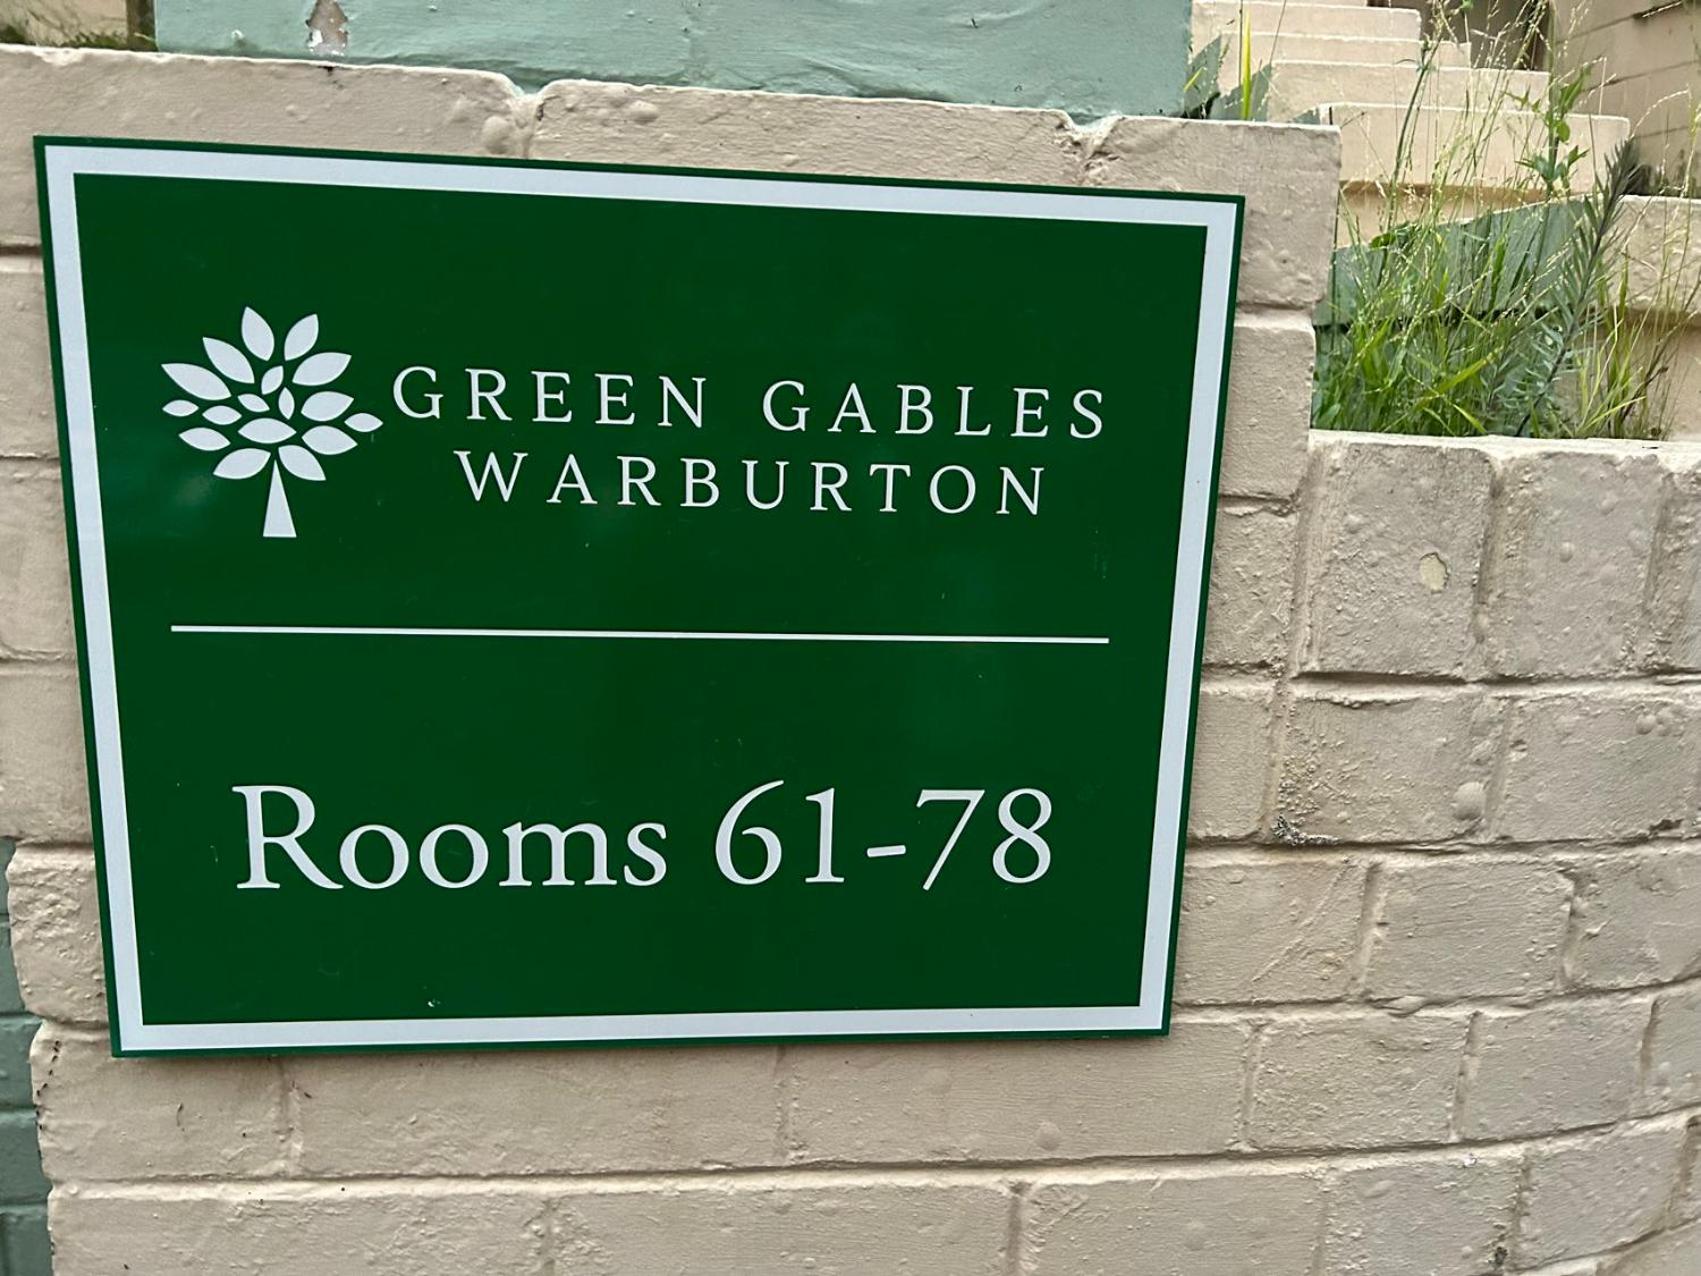 GREEN GABLES
WARBURTON
Rooms 61-78